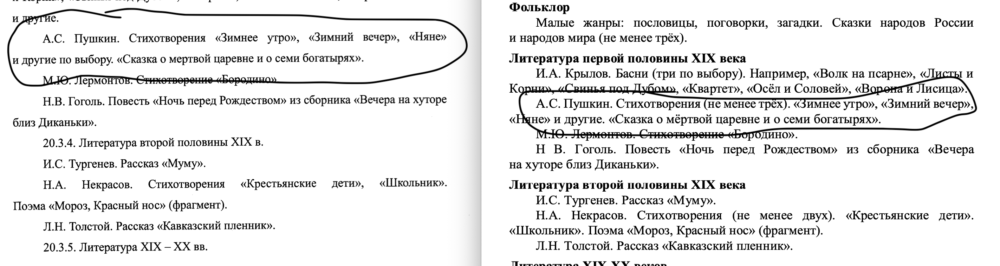 и другие.
А.С. Пушкин. Стихотворения «Зимнее утро», «Зимний вечер», «Няне»
и другие по выбору. «Сказка о мертвой царевне и о семи богатырях».
М.Ю. Лермонтов. Стихотворение «Бородино»
Н.В. Гоголь. Повесть «Ночь перед Рождеством» из сборника «Вечера на хуторе
близ Диканьки».
20.3.4. Литература второй половины XIX в.
И.С. Тургенев. Рассказ «Муму».
Н.А. Некрасов. Стихотворения «Крестьянские дети», «Школьник».
Поэма «Мороз, Красный нос» (фрагмент).
Л.Н. Толстой. Рассказ «Кавказский пленник».
20.3.5. Литература XIX – XX вв.
Фольклор
Малые жанры: пословицы, поговорки, загадки. Сказки народов России
и народов мира (не менее трёх).
Литература первой половины XIX века
И.А. Крылов. Басни (три по выбору). Например, «Волк на псарне», «Листы и
Корни», «Свинья под Дубом», «Квартет», «Осёл и Соловей», «Ворона и Лисица».
А.С. Пушкин. Стихотворения (не менее трёх). «Зимнее утро», «Зимний вечер»,
«Няне» и другие. «Сказка о мёртвой царевне и о семи богатырях».
М.Ю. Лермонтов. Стихотворение «Бородино».
Н В. Гоголь. Повесть «Ночь перед Рождеством» из сборника «Вечера
на хуторе близ Диканьки».
Литература второй половины XIX века
И.С. Тургенев. Рассказ «Муму».
Н.А. Некрасов. Стихотворения (не менее двух). «Крестьянские дети».
«Школьник». Поэма «Мороз, Красный нос» (фрагмент).
Л.Н. Толстой. Рассказ «Кавказский пленник».
Литература XIX-XX веков